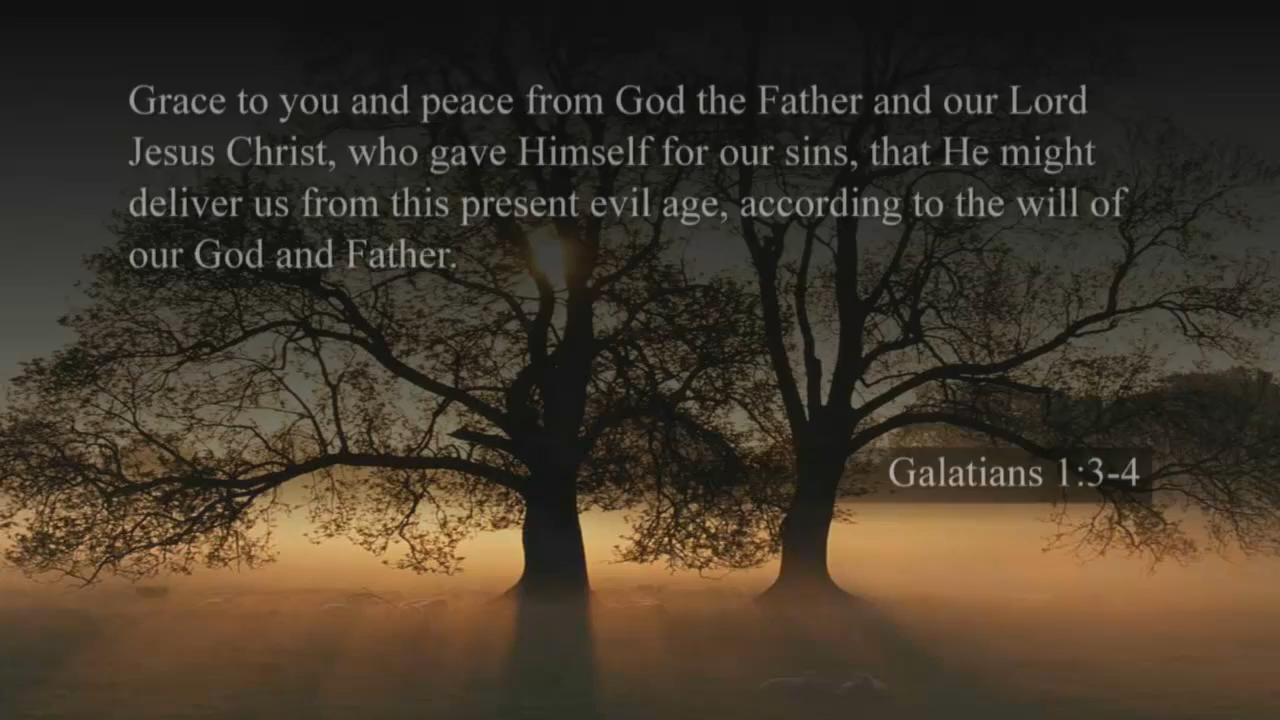 Grace to you and peace from God the Father and our Lord
Jesus Christ, who gave Himself for our sins, that He might
deliver us from this present evil age, according to the will of
our God and Father.
Galatians 1:3-4